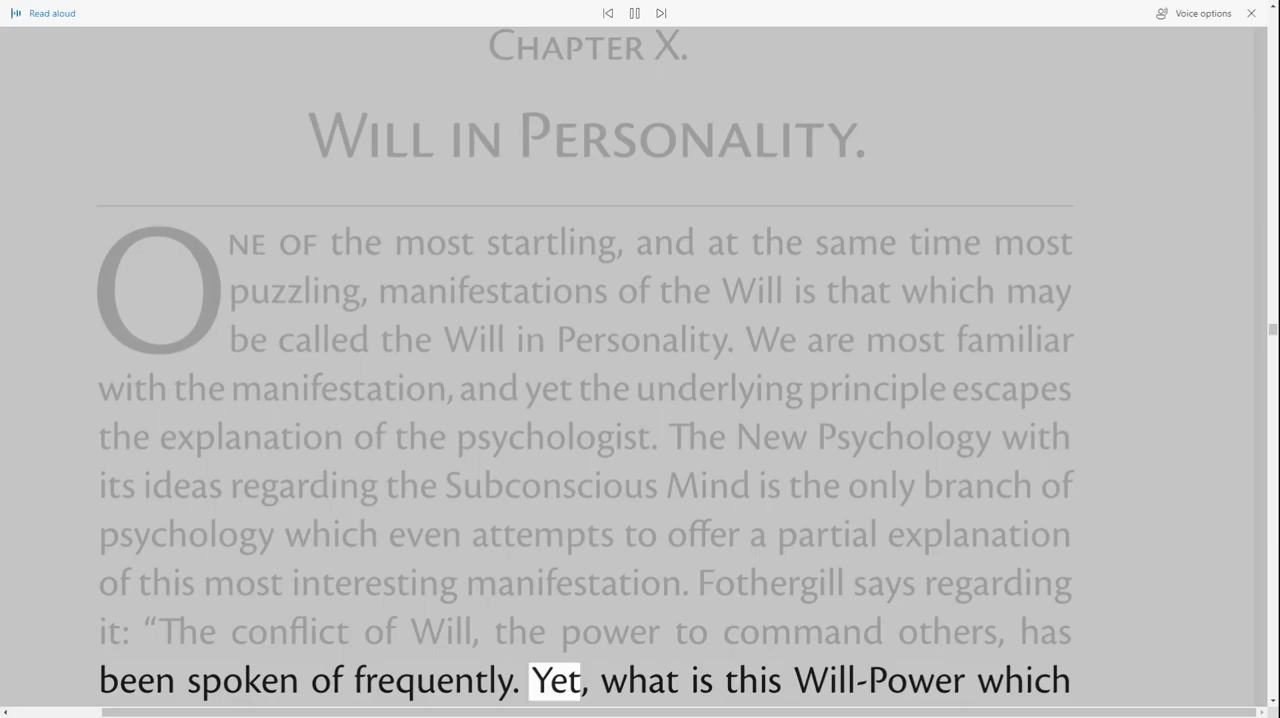 Read aloud
Voice options
CHAPTER X.
WILL IN PERSONALITY.
ONE OF the most startling, and at the same time most
puzzling, manifestations of the Will is that which may
be called the Will in Personality. We are most familiar
with the manifestation, and yet the underlying principle escapes
the explanation of the psychologist. The New Psychology with
its ideas regarding the Subconscious Mind is the only branch of
psychology which even attempts to offer a partial explanation
of this most interesting manifestation. Fothergill says regarding
it: “The conflict of Will, the power to command others, has
been spoken of frequently. Yet, what is this Will-Power which